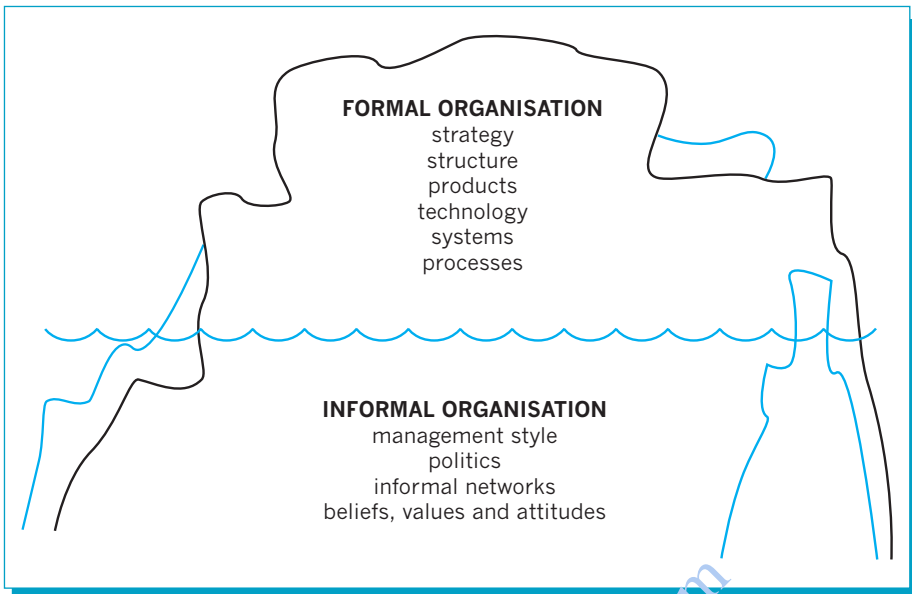 FORMAL ORGANISATION
strategy
structure
products
technology
systems
processes
INFORMAL ORGANISATION
management style
politics
informal networks
beliefs, values and attitudes